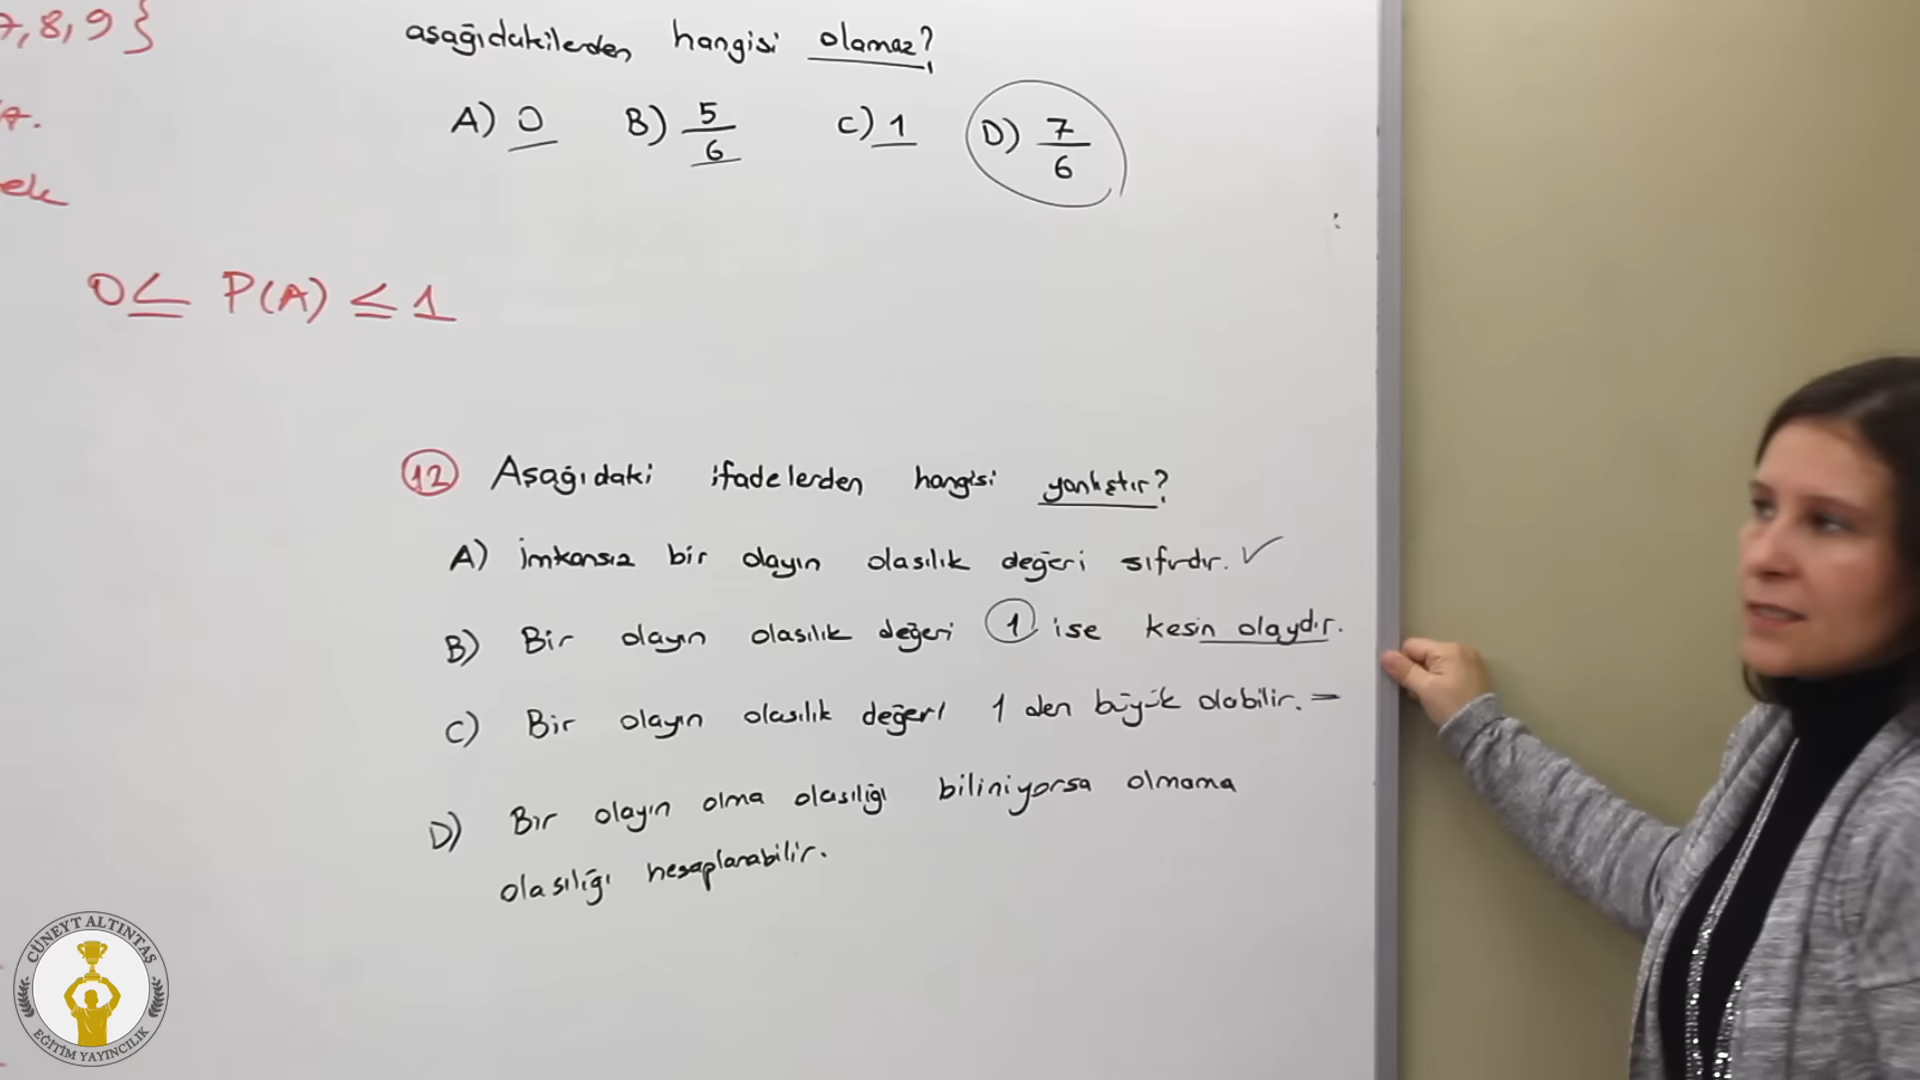 7, 8, 9 }
aşağıdakilerden hangisi olamaz?
A) 0 B) 5/6 C) 1 D) 7/6
0 ≤ P(A) ≤ 1
12 Aşağıdaki ifadelerden hangisi yanlıştır?
A) İmkansız bir olayın olasılık değeri sıfırdır. ✓
B) Bir olayın olasılık değeri 1 ise kesin olaydır.
C) Bir olayın olasılık değeri 1 den büyük olabilir.
D) Bir olayın olma olasılığı biliniyorsa olmama
olasılığı hesaplanabilir.
CÜNEYT ALTINTAŞ
EĞİTİM YAYINCILIK